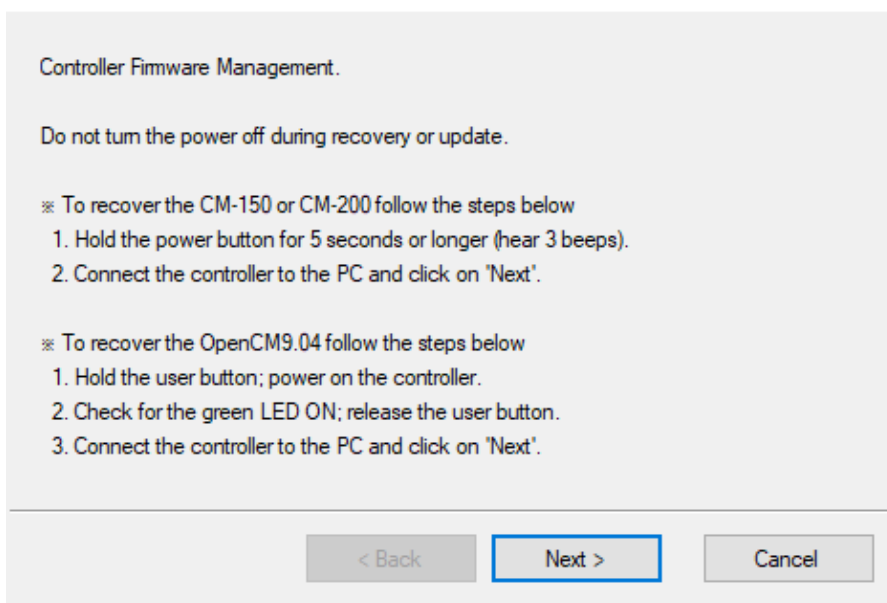 Controller Firmware Management.
Do not turn the power off during recovery or update.
※ To recover the CM-150 or CM-200 follow the steps below
1. Hold the power button for 5 seconds or longer (hear 3 beeps).
2. Connect the controller to the PC and click on 'Next'.
※ To recover the OpenCM9.04 follow the steps below
1. Hold the user button; power on the controller.
2. Check for the green LED ON; release the user button.
3. Connect the controller to the PC and click on 'Next'.
< Back Next > Cancel